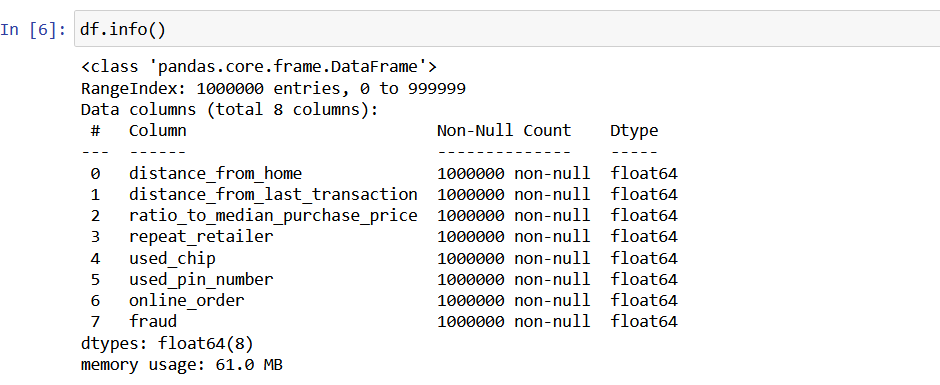 In [6]: df.info()
<class 'pandas.core.frame.DataFrame'>
RangeIndex: 1000000 entries, 0 to 999999
Data columns (total 8 columns):
 #   Column                          Non-Null Count    Dtype
---  ------                          --------------    -----
 0   distance_from_home              1000000 non-null  float64
 1   distance_from_last_transaction  1000000 non-null  float64
 2   ratio_to_median_purchase_price  1000000 non-null  float64
 3   repeat_retailer                 1000000 non-null  float64
 4   used_chip                       1000000 non-null  float64
 5   used_pin_number                 1000000 non-null  float64
 6   online_order                    1000000 non-null  float64
 7   fraud                           1000000 non-null  float64
dtypes: float64(8)
memory usage: 61.0 MB